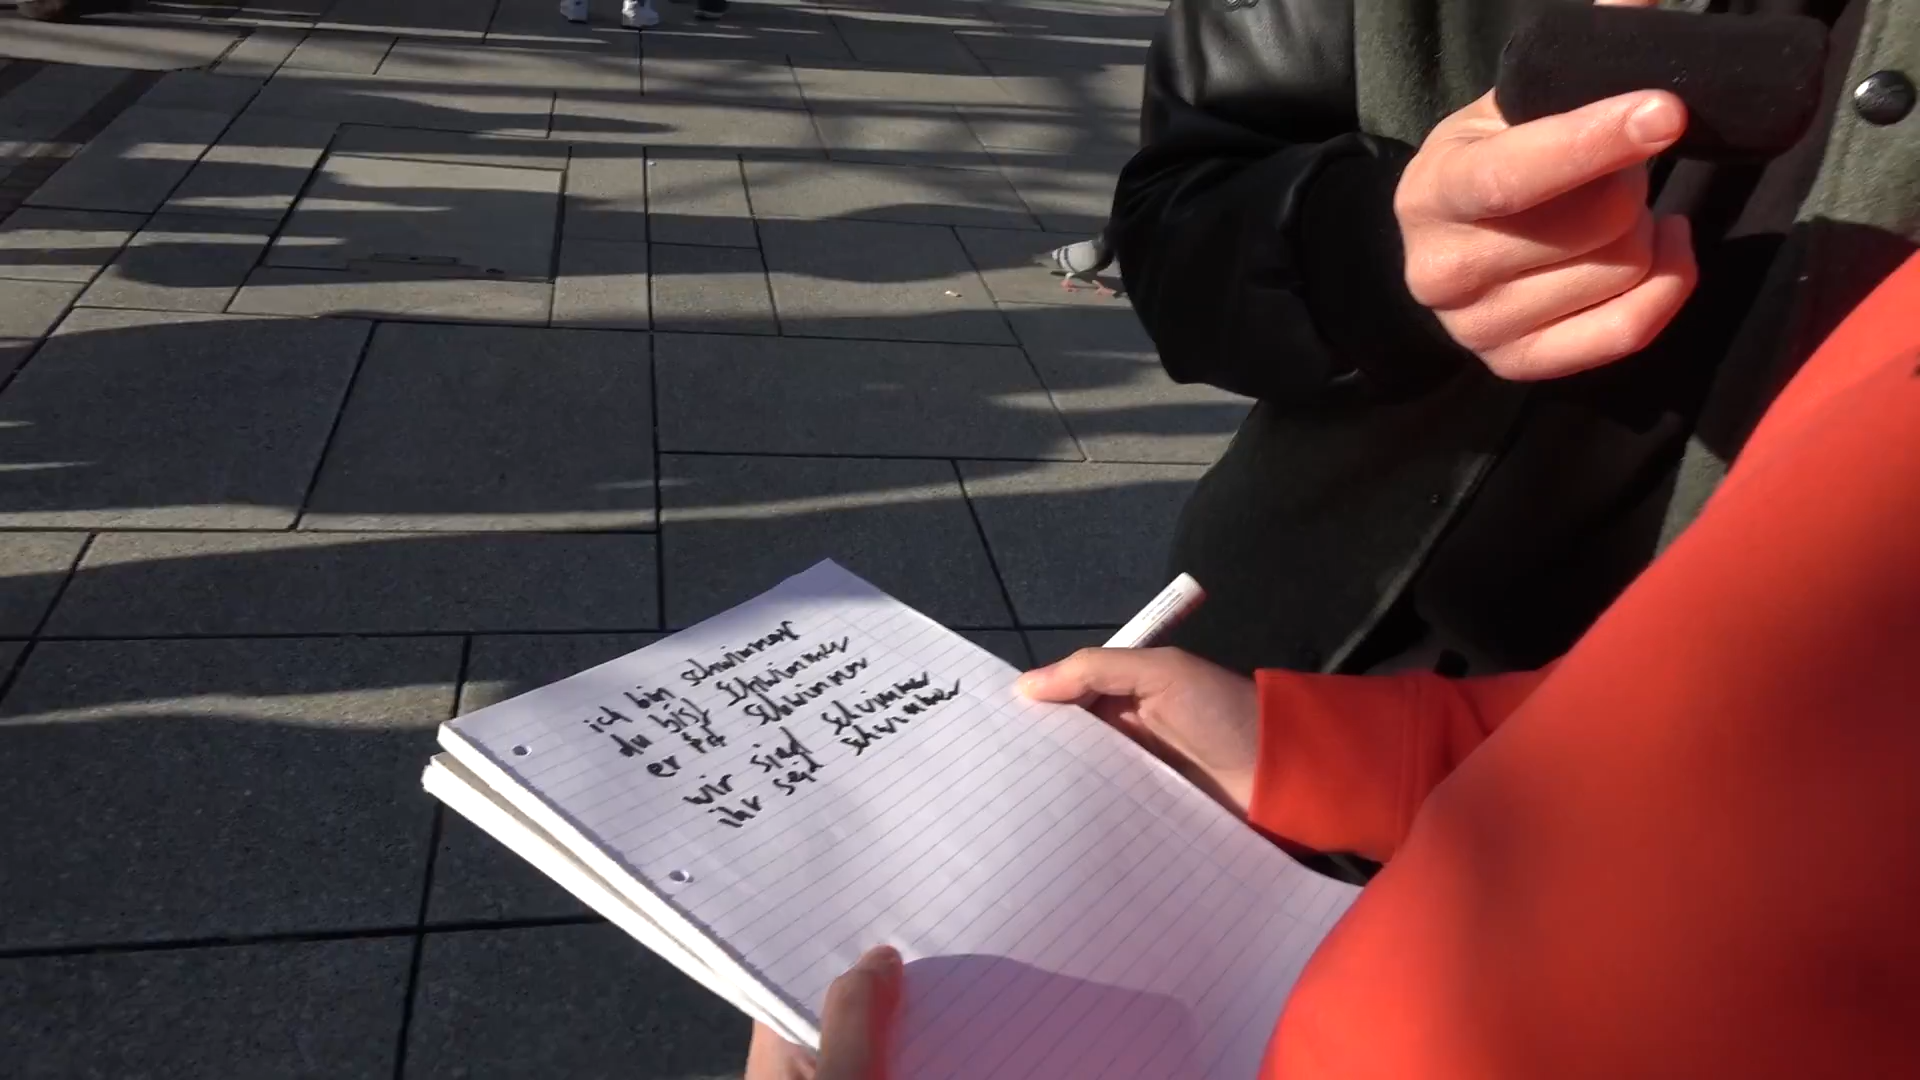 ich bin schwimmer
du bist schwimmer
er ist schwimmer
wir sind schwimmer
ihr seid schwimmer